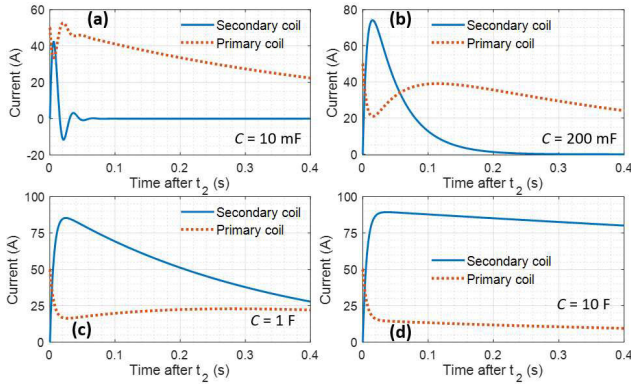 (a)
Secondary coil
Primary coil
C = 10 mF
Current (A)
60
40
20
0
-20
0 0.1 0.2 0.3 0.4
Time after t2 (s)
(b)
Secondary coil
Primary coil
C = 200 mF
Current (A)
80
60
40
20
0
0 0.1 0.2 0.3 0.4
Time after t2 (s)
Secondary coil
Primary coil
(c)
C = 1 F
Current (A)
100
75
50
25
0
0 0.1 0.2 0.3 0.4
Time after t2 (s)
Secondary coil
Primary coil
(d)
C = 10 F
Current (A)
100
75
50
25
0
0 0.1 0.2 0.3 0.4
Time after t2 (s)